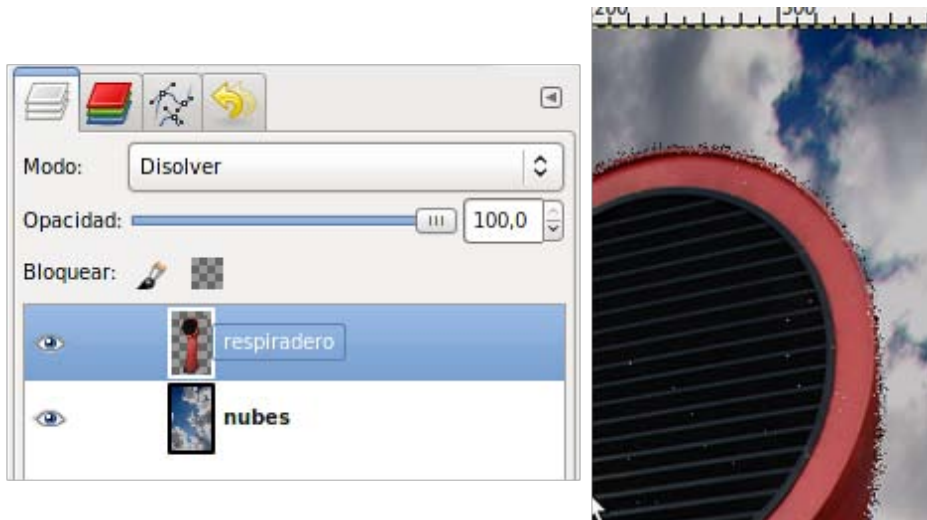 Modo: Disolver
Opacidad: 100,0
Bloquear:
respiradero
nubes
200
300